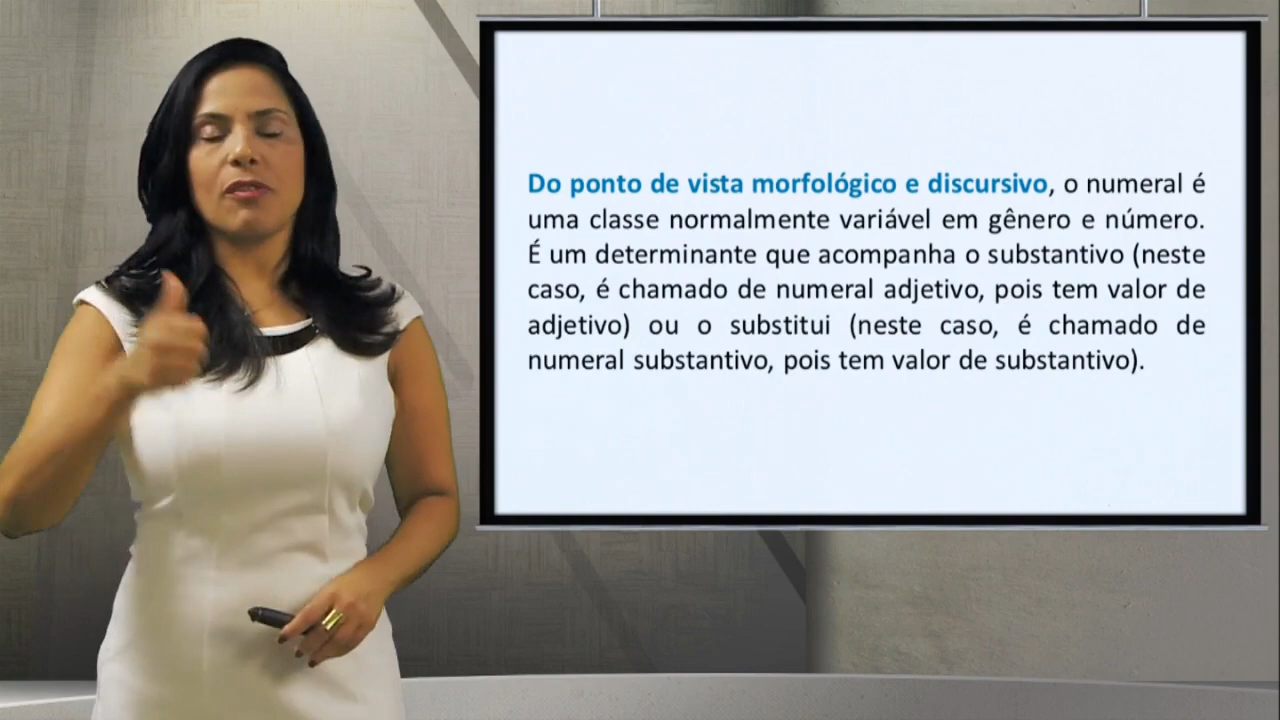 Do ponto de vista morfológico e discursivo, o numeral é
uma classe normalmente variável em gênero e número.
É um determinante que acompanha o substantivo (neste
caso, é chamado de numeral adjetivo, pois tem valor de
adjetivo) ou o substitui (neste caso, é chamado de
numeral substantivo, pois tem valor de substantivo).